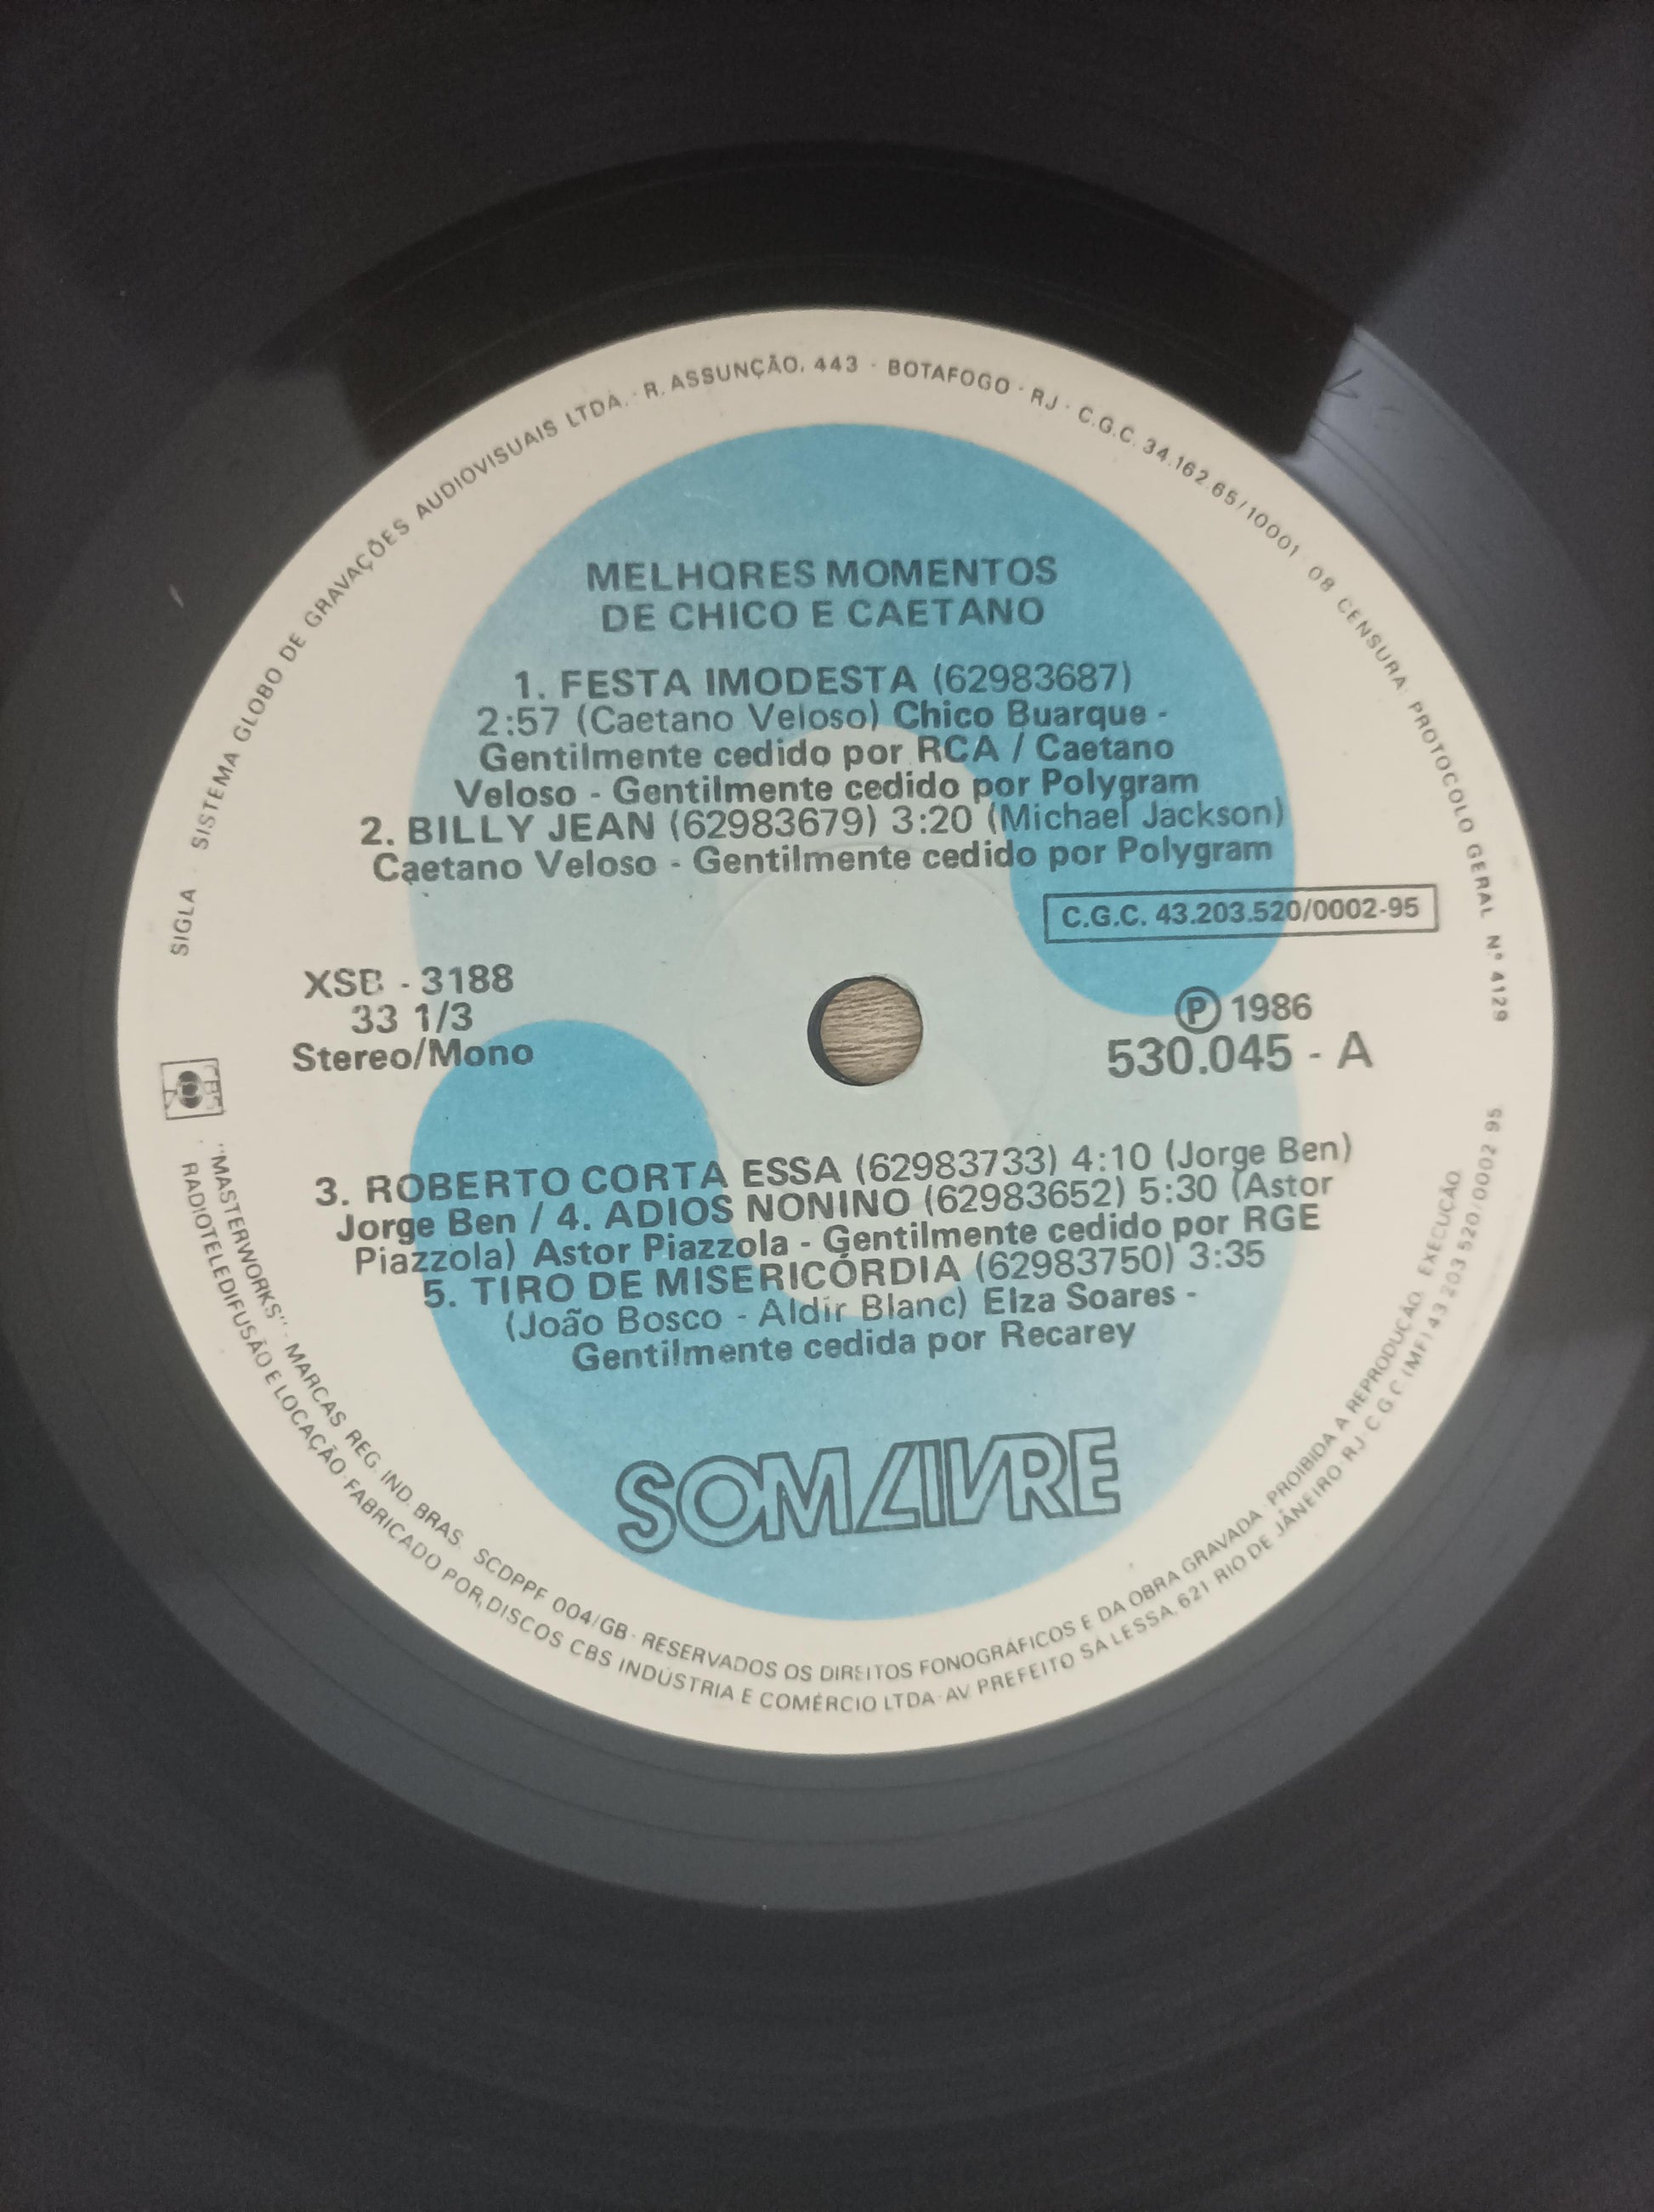 SIGLA · SISTEMA GLOBO DE GRAVAÇÕES AUDIOVISUAIS LTDA. · R. ASSUNÇÃO, 443 · BOTAFOGO · RJ · C.G.C. 34.162.65/10001 · 08 CENSURA: PROTOCOLO GERAL Nº 4129
MELHORES MOMENTOS
DE CHICO E CAETANO
1. FESTA IMODESTA (62983687)
2:57 (Caetano Veloso) Chico Buarque -
Gentilmente cedido por RCA / Caetano
Veloso - Gentilmente cedido por Polygram
2. BILLY JEAN (62983679) 3:20 (Michael Jackson)
Caetano Veloso - Gentilmente cedido por Polygram
C.G.C. 43.203.520/0002-95
XSB - 3188
33 1/3
Stereo/Mono
Ⓟ 1986
530.045 - A
3. ROBERTO CORTA ESSA (62983733) 4:10 (Jorge Ben)
Jorge Ben / 4. ADIOS NONINO (62983652) 5:30 (Astor
Piazzola) Astor Piazzola - Gentilmente cedido por RGE
5. TIRO DE MISERICÓRDIA (62983750) 3:35
(João Bosco - Aldir Blanc) Elza Soares -
Gentilmente cedida por Recarey
SOM LIVRE
CBS
"MASTERWORKS" · MARCAS REG. IND. BRAS. SCDPPF 004/GB · RESERVADOS OS DIREITOS FONOGRÁFICOS E DA OBRA GRAVADA · PROIBIDA A REPRODUÇÃO, EXECUÇÃO,
RADIOTELEDIFUSÃO E LOCAÇÃO · FABRICADO POR, DISCOS CBS INDÚSTRIA E COMÉRCIO LTDA · AV PREFEITO SÁ LESSA, 621 RIO DE JANEIRO · RJ · C.G.C. (MF) 43 203 520/0002 95